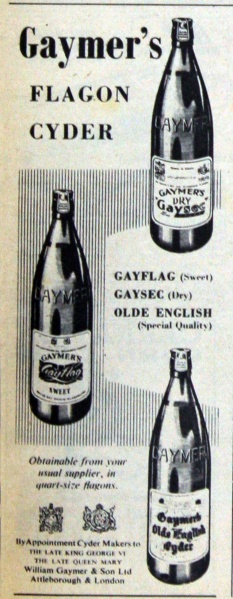 Gaymer's
FLAGON
CYDER
GAYMER
GAYMER'S
DRY
"Gaysec"
GAYFLAG (Sweet)
GAYSEC (Dry)
OLDE ENGLISH
(Special Quality)
GAYMER
GAYMER'S
Gayflag
SWEET
Obtainable from your
usual supplier, in
quart-size flagons.
GAYMER
Gaymer's
Olde English
Cyder
By Appointment Cyder Makers to
THE LATE KING GEORGE VI
THE LATE QUEEN MARY
William Gaymer & Son Ltd
Attleborough & London